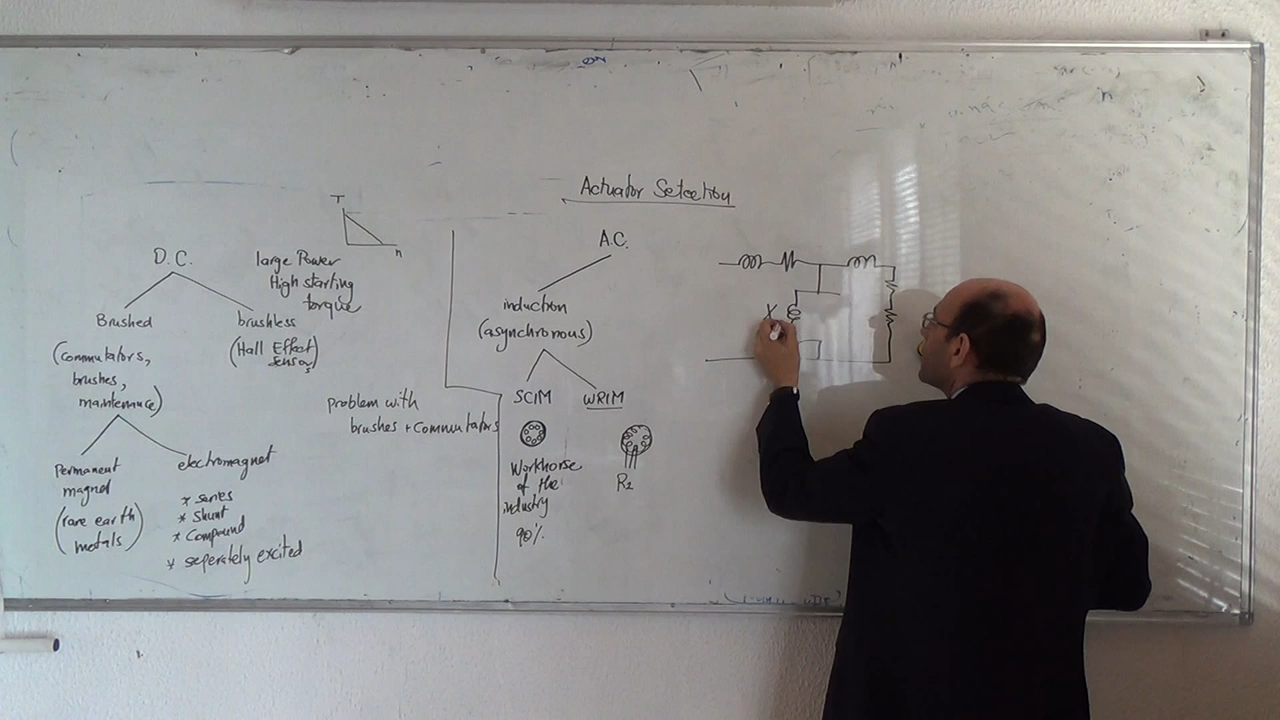 Actuator Selection
T
n
D.C.
large Power
High starting
torque
Brushed
brushless
(commutators,
brushes,
maintenance)
(Hall Effect
sensors)
Permanent
magnet
(rare earth
metals)
electromagnet
* series
* shunt
* Compound
* seperately excited
problem with
brushes + Commutators
A.C.
induction
(asynchronous)
SCIM
WRIM
Workhorse
of the
industry
90%
R2
X